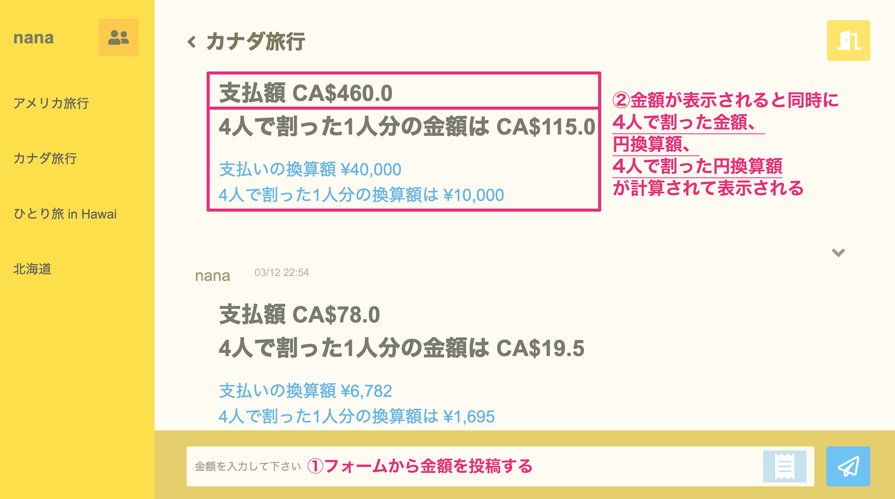 nana
アメリカ旅行
カナダ旅行
ひとり旅 in Hawai
北海道
カナダ旅行
支払額 CA$460.0
4人で割った1人分の金額は CA$115.0
支払いの換算額 ¥40,000
4人で割った1人分の換算額は ¥10,000
②金額が表示されると同時に
4人で割った金額、
円換算額、
4人で割った円換算額
が計算されて表示される
nana 03/12 22:54
支払額 CA$78.0
4人で割った1人分の金額は CA$19.5
支払いの換算額 ¥6,782
4人で割った1人分の換算額は ¥1,695
金額を入力して下さい ①フォームから金額を投稿する